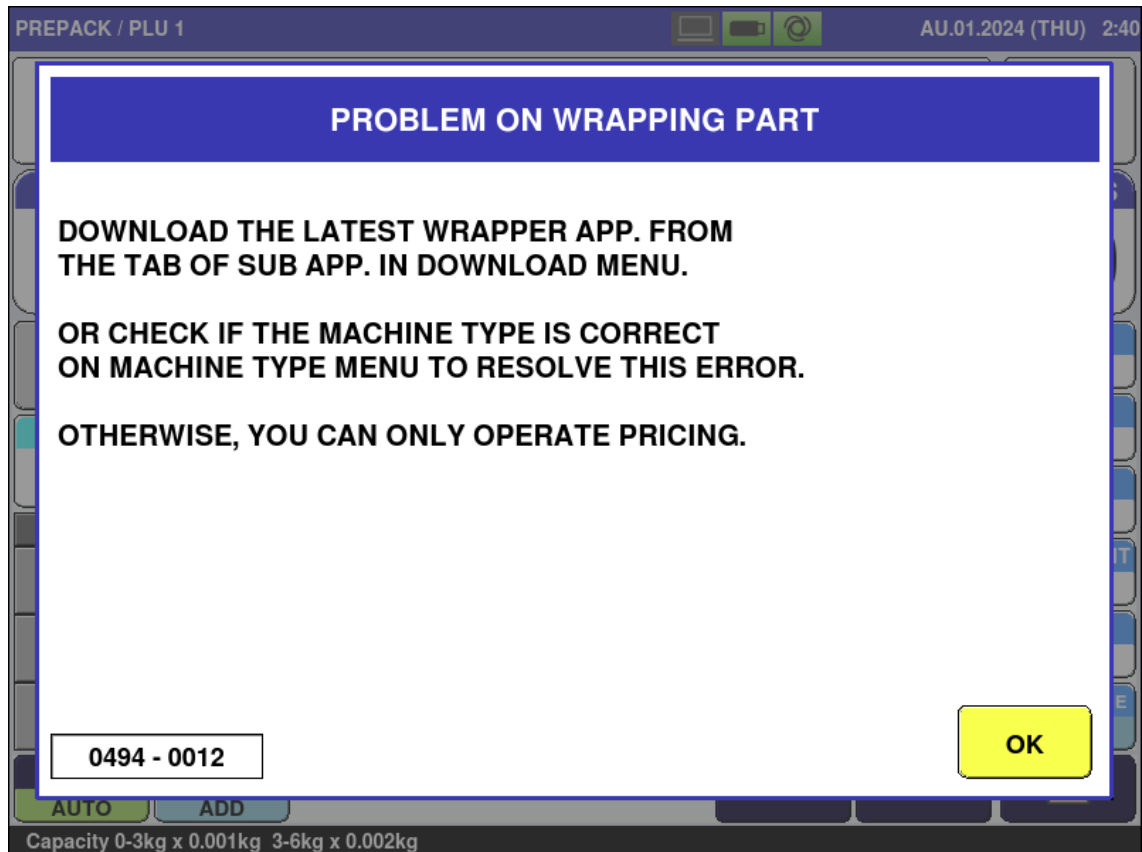 PREPACK / PLU 1
AU.01.2024 (THU) 2:40
PROBLEM ON WRAPPING PART
DOWNLOAD THE LATEST WRAPPER APP. FROM
THE TAB OF SUB APP. IN DOWNLOAD MENU.
OR CHECK IF THE MACHINE TYPE IS CORRECT
ON MACHINE TYPE MENU TO RESOLVE THIS ERROR.
OTHERWISE, YOU CAN ONLY OPERATE PRICING.
0494 - 0012
OK
AUTO
ADD
Capacity 0-3kg x 0.001kg 3-6kg x 0.002kg